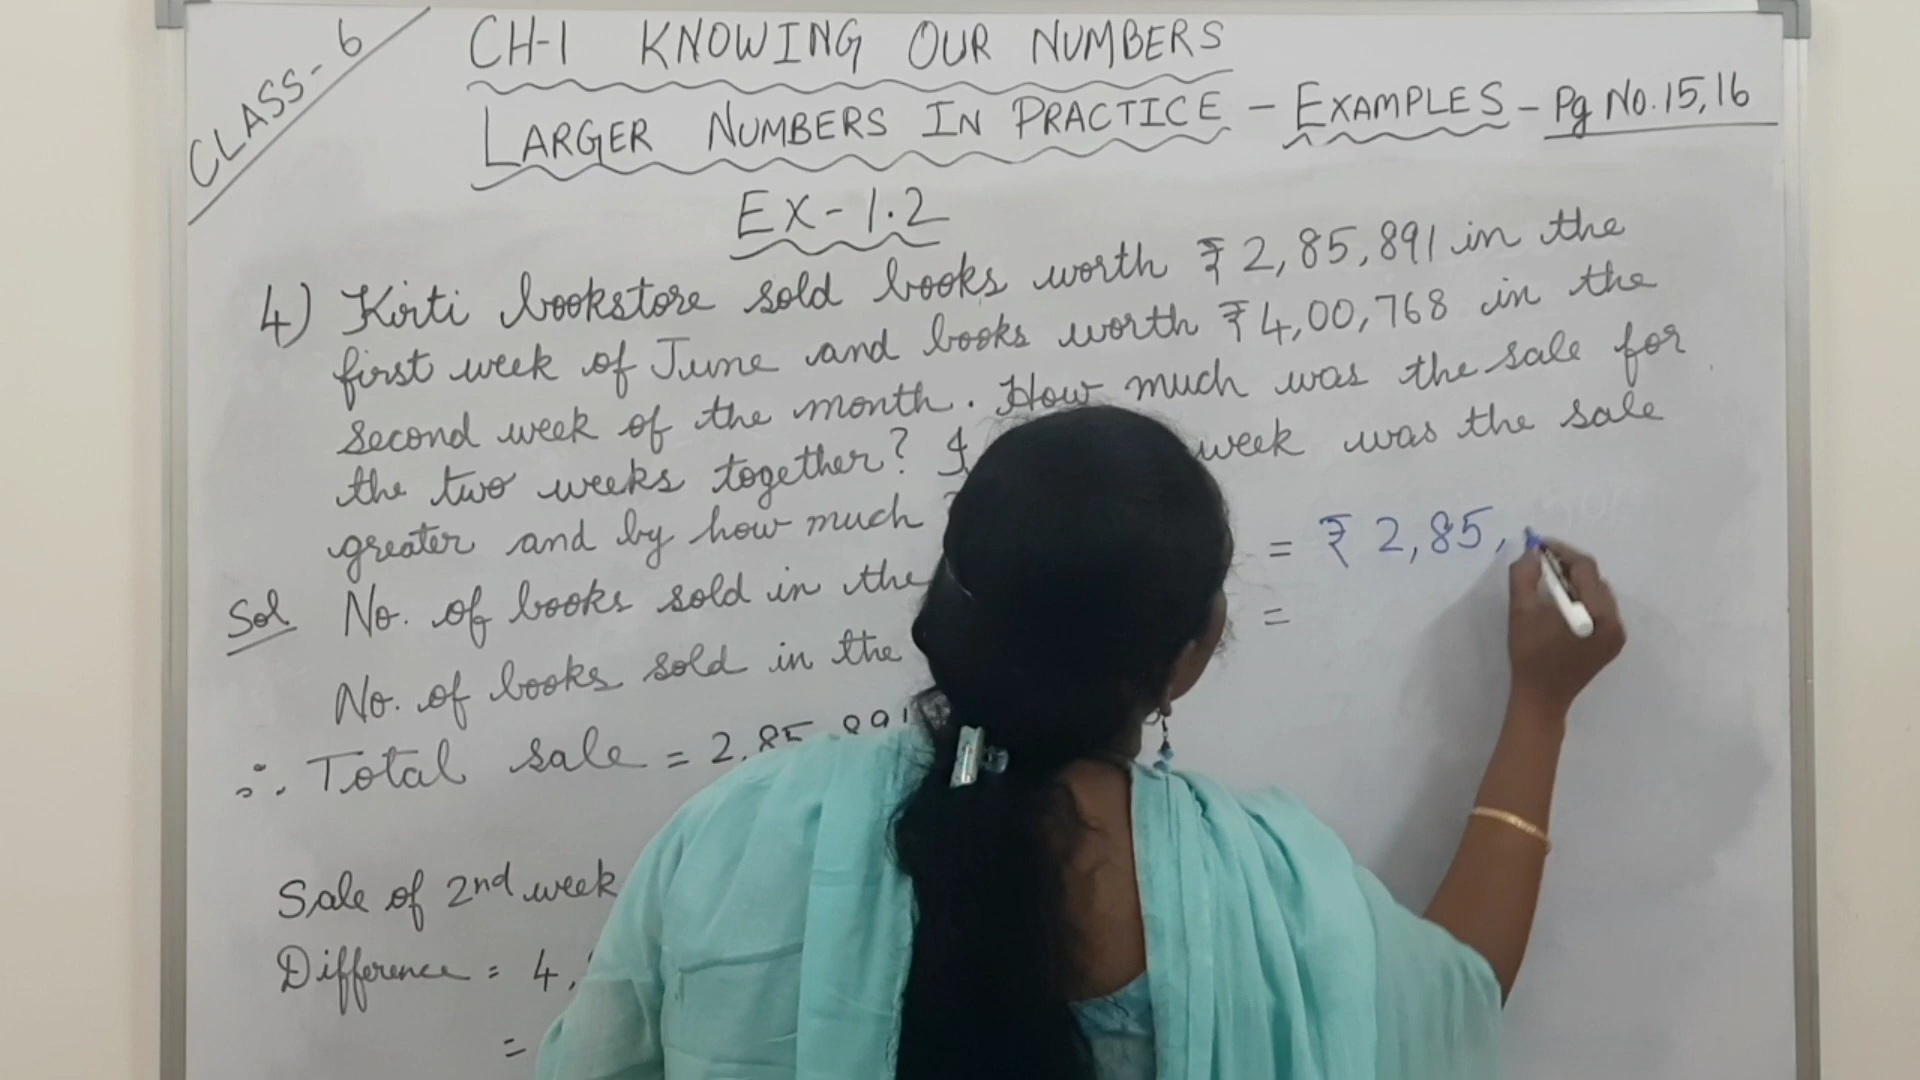 CLASS-6
CH-1 KNOWING OUR NUMBERS
LARGER NUMBERS IN PRACTICE - EXAMPLES - Pg No.15,16
EX-1.2
4) Kirti bookstore sold books worth ₹ 2,85,891 in the
first week of June and books worth ₹ 4,00,768 in the
second week of the month. How much was the sale for
the two weeks together? week was the sale
greater and by how much
Sol No. of books sold in the = ₹ 2,85,
No. of books sold in the =
∴ Total sale = 2,85,891
Sale of 2nd week
Difference = 4,
=